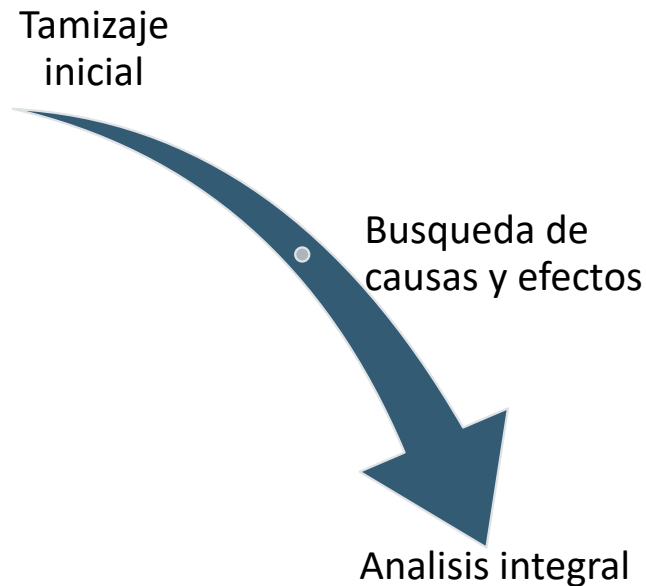 Tamizaje
inicial
Busqueda de
causas y efectos
Analisis integral